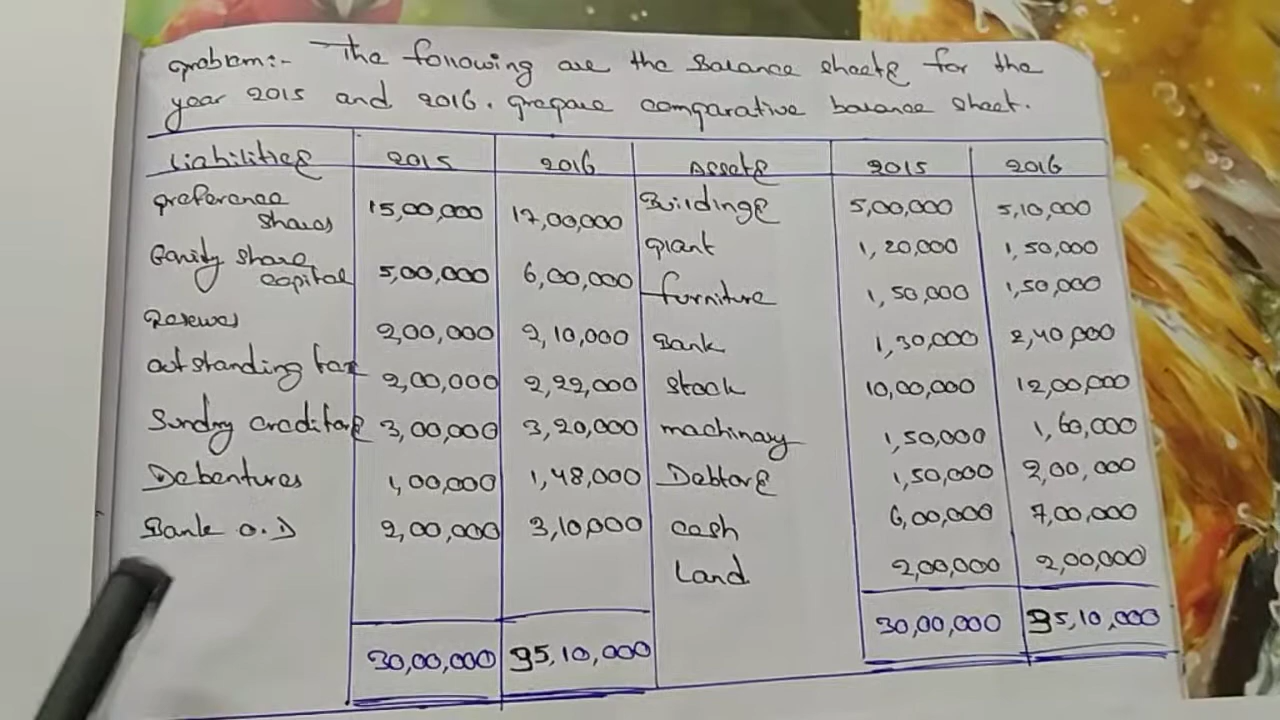 problem:- The following are the Balance sheets for the
year 2015 and 2016. prepare comparative balance sheet.
Liabilities 2015 2016 Assets 2015 2016
preference shares 15,00,000 17,00,000 Buildings 5,00,000 5,10,000
plant 1,20,000 1,50,000
Equity share capital 5,00,000 6,00,000 furniture 1,50,000 1,50,000
Reserves 2,00,000 2,10,000 Bank 1,30,000 2,40,000
outstanding tax 2,00,000 2,22,000 Stock 10,00,000 12,00,000
Sundry creditors 3,00,000 3,20,000 machinary 1,50,000 1,60,000
Debentures 1,00,000 1,48,000 Debtors 1,50,000 2,00,000
Bank O.D 2,00,000 3,10,000 cash 6,00,000 7,00,000
Land 2,00,000 2,00,000
30,00,000 35,10,000 30,00,000 35,10,000